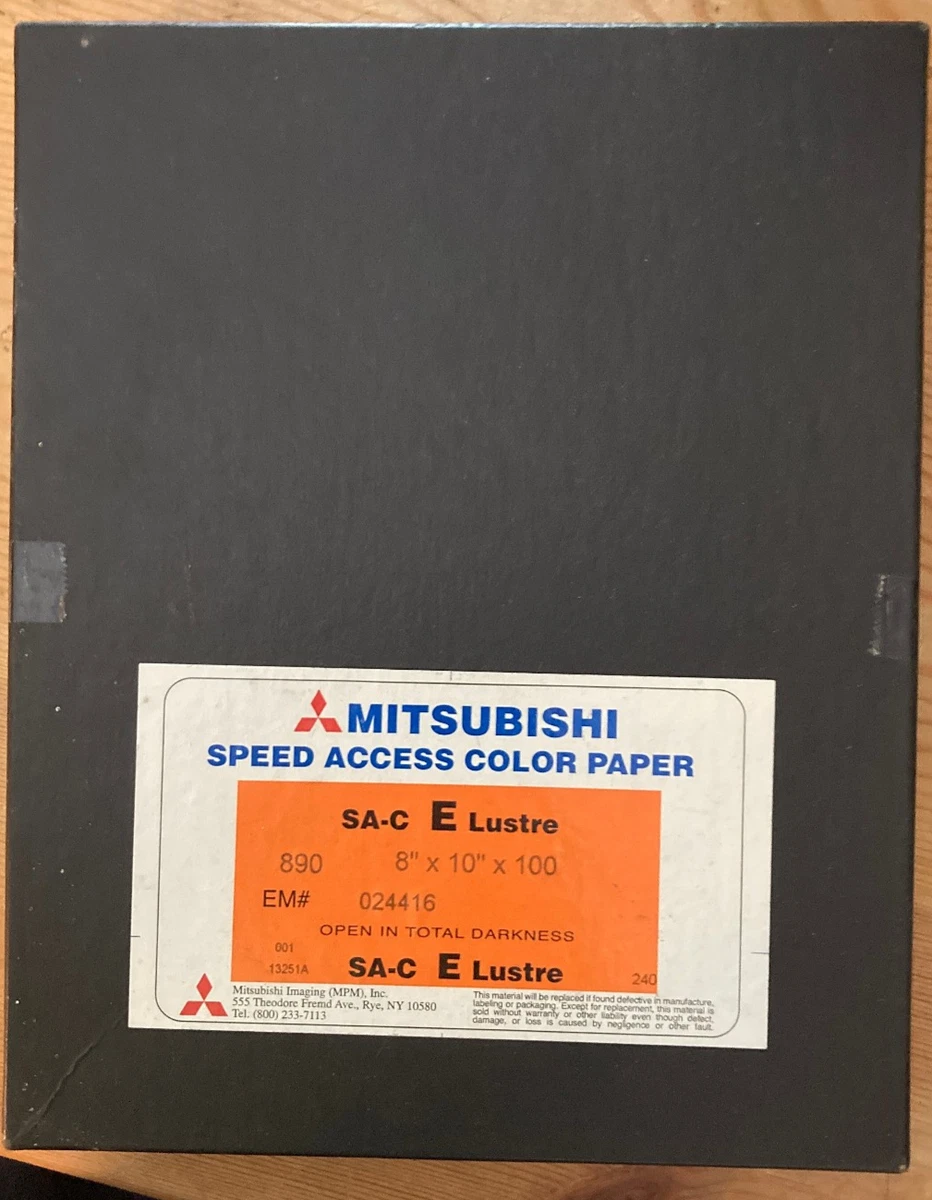 MITSUBISHI
SPEED ACCESS COLOR PAPER
SA-C E Lustre
890 8" x 10" x 100
EM# 024416
OPEN IN TOTAL DARKNESS
001
13251A SA-C E Lustre 240
Mitsubishi Imaging (MPM), Inc.
555 Theodore Fremd Ave., Rye, NY 10580
Tel. (800) 233-7113
This material will be replaced if found defective in manufacture,
labeling or packaging. Except for replacement, this material is
sold without warranty or other liability even though defect,
damage, or loss is caused by negligence or other fault.